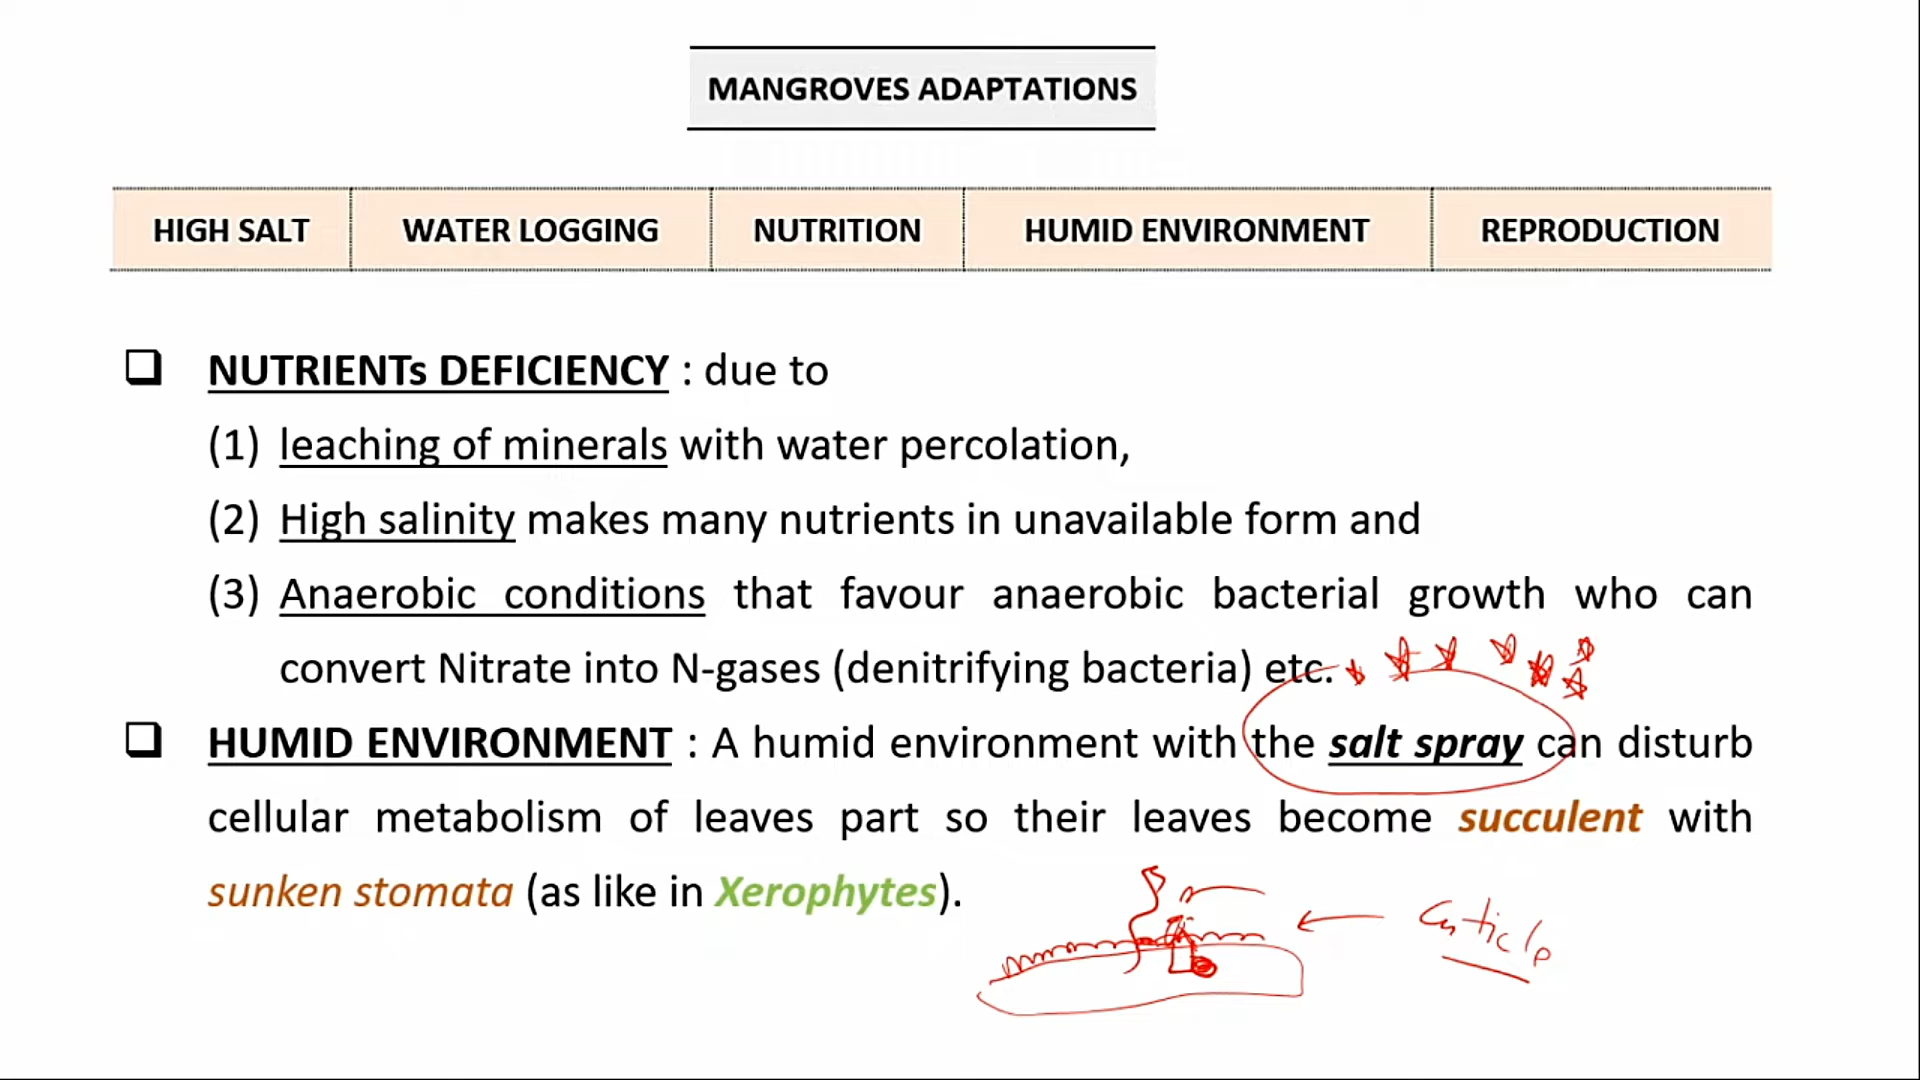 MANGROVES ADAPTATIONS
HIGH SALT WATER LOGGING NUTRITION HUMID ENVIRONMENT REPRODUCTION
NUTRIENTs DEFICIENCY : due to
(1) leaching of minerals with water percolation,
(2) High salinity makes many nutrients in unavailable form and
(3) Anaerobic conditions that favour anaerobic bacterial growth who can
convert Nitrate into N-gases (denitrifying bacteria) etc.
HUMID ENVIRONMENT : A humid environment with the salt spray can disturb
cellular metabolism of leaves part so their leaves become succulent with
sunken stomata (as like in Xerophytes).
Cuticle